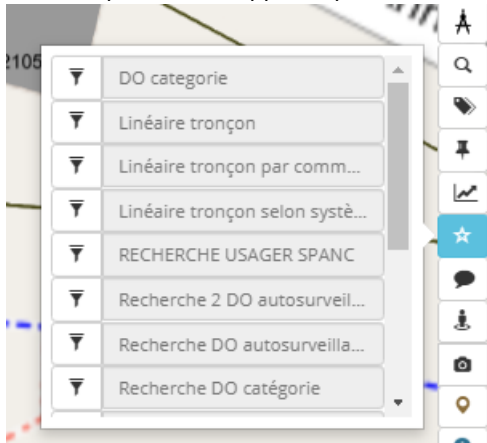 2105
DO categorie
Linéaire tronçon
Linéaire tronçon par comm...
Linéaire tronçon selon systè...
RECHERCHE USAGER SPANC
Recherche 2 DO autosurveil...
Recherche DO autosurveilla...
Recherche DO catégorie